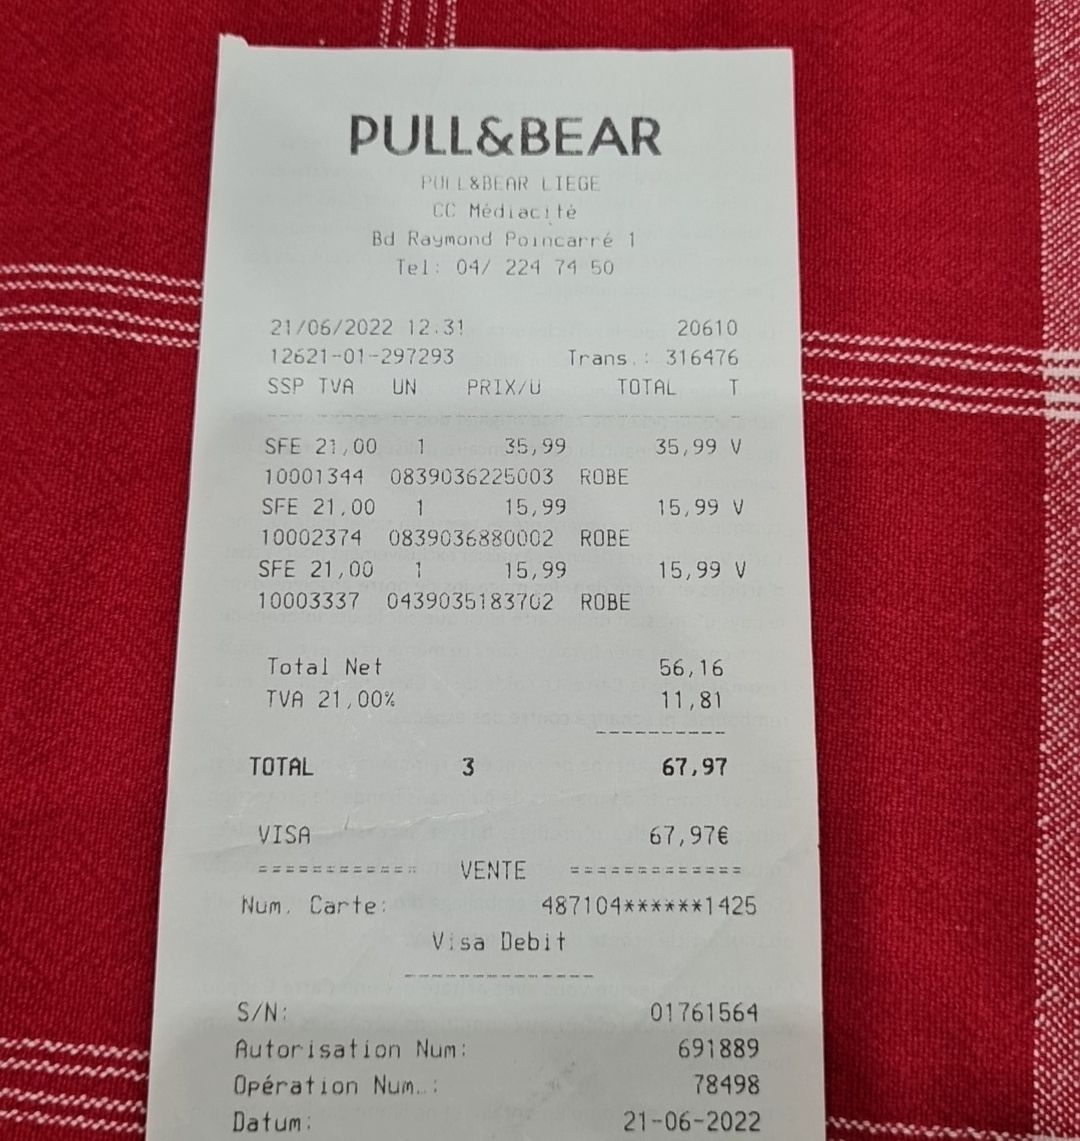 PULL&BEAR
PULL&BEAR LIEGE
CC Médiacité
Bd Raymond Poincarré 1
Tel: 04/ 224 74 50
21/06/2022 12:31 20610
12621-01-297293 Trans.: 316476
SSP TVA UN PRIX/U TOTAL T
SFE 21,00 1 35,99 35,99 V
10001344 0839036225003 ROBE
SFE 21,00 1 15,99 15,99 V
10002374 0839036880002 ROBE
SFE 21,00 1 15,99 15,99 V
10003337 0439035183702 ROBE
Total Net 56,16
TVA 21,00% 11,81
----------
TOTAL 3 67,97
VISA 67,97€
============ VENTE =============
Num. Carte: 487104******1425
Visa Debit
--------------
S/N: 01761564
Autorisation Num: 691889
Opération Num.: 78498
Datum: 21-06-2022